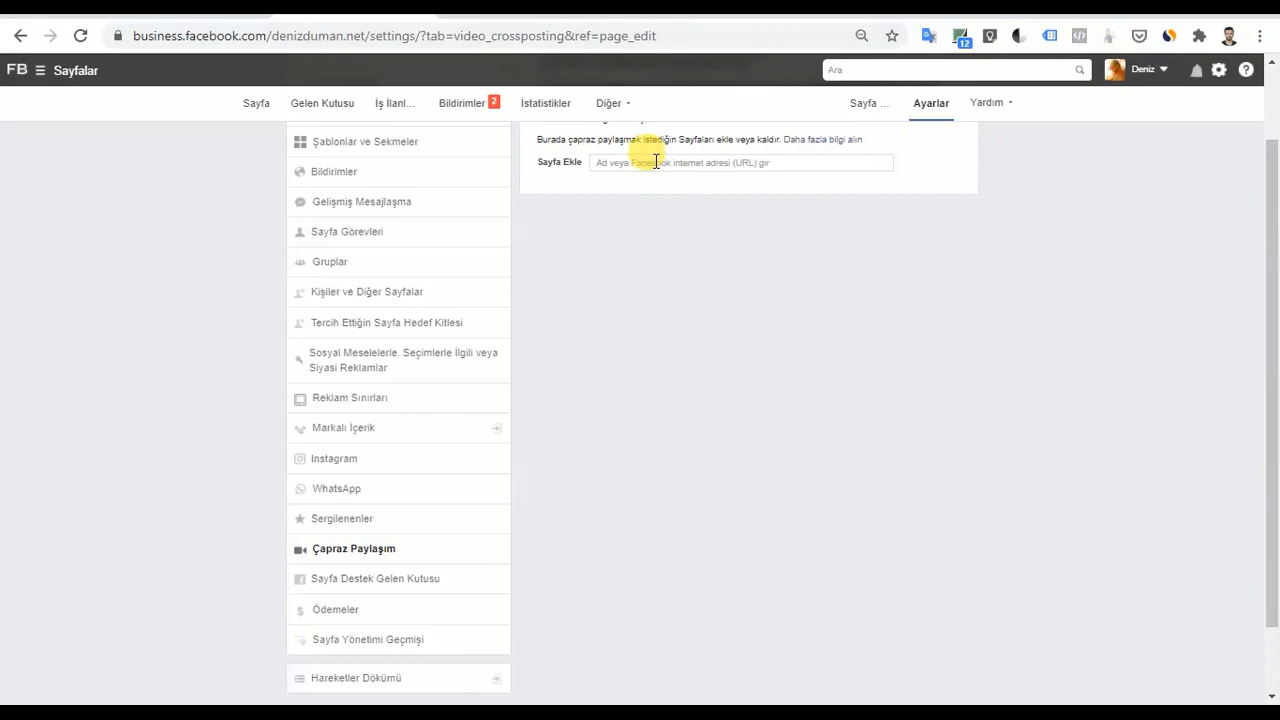 business.facebook.com/denizduman.net/settings/?tab=video_crossposting&ref=page_edit
12
FB Sayfalar
Ara
Deniz
Sayfa
Gelen Kutusu
İş İlanl...
Bildirimler 2
İstatistikler
Diğer
Sayfa ...
Ayarlar
Yardım
Şablonlar ve Sekmeler
Burada çapraz paylaşmak istediğin Sayfaları ekle veya kaldır. Daha fazla bilgi alın
Sayfa Ekle
Ad veya Facebook internet adresi (URL) gir
Bildirimler
Gelişmiş Mesajlaşma
Sayfa Görevleri
Gruplar
Kişiler ve Diğer Sayfalar
Tercih Ettiğin Sayfa Hedef Kitlesi
Sosyal Meselelerle, Seçimlerle İlgili veya
Siyasi Reklamlar
Reklam Sınırları
Markalı İçerik
Instagram
WhatsApp
Sergilenenler
Çapraz Paylaşım
Sayfa Destek Gelen Kutusu
Ödemeler
Sayfa Yönetimi Geçmişi
Hareketler Dökümü